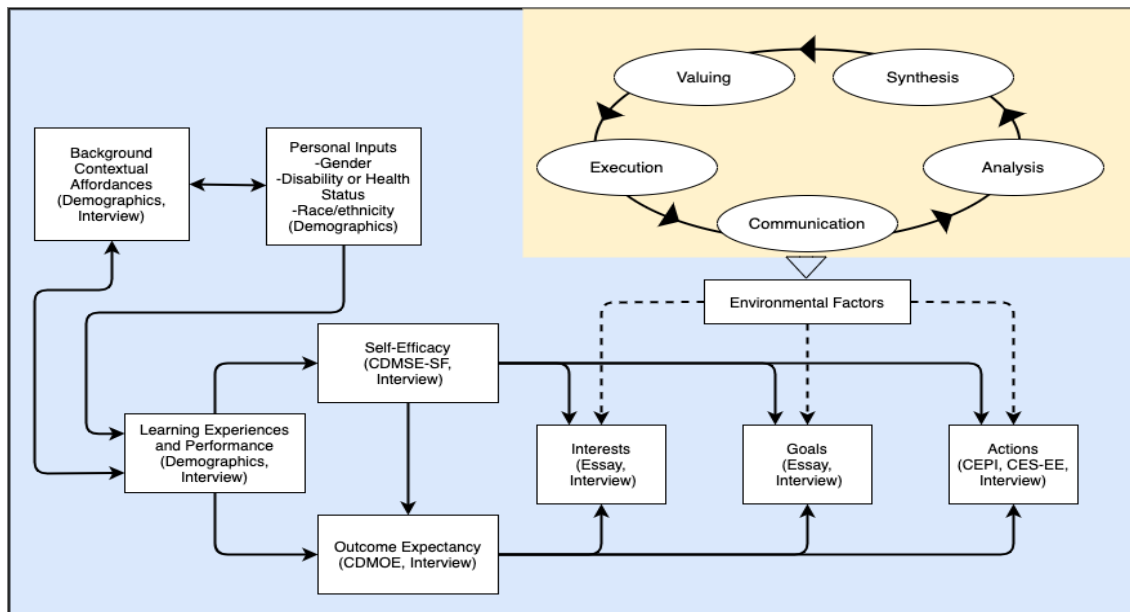 Valuing
Synthesis
Execution
Analysis
Communication
Background
Contextual
Affordances
(Demographics,
Interview)
Personal Inputs
-Gender
-Disability or Health
Status
-Race/ethnicity
(Demographics)
Environmental Factors
Self-Efficacy
(CDMSE-SF,
Interview)
Learning Experiences
and Performance
(Demographics,
Interview)
Interests
(Essay,
Interview)
Goals
(Essay,
Interview)
Actions
(CEPI, CES-EE,
Interview)
Outcome Expectancy
(CDMOE, Interview)